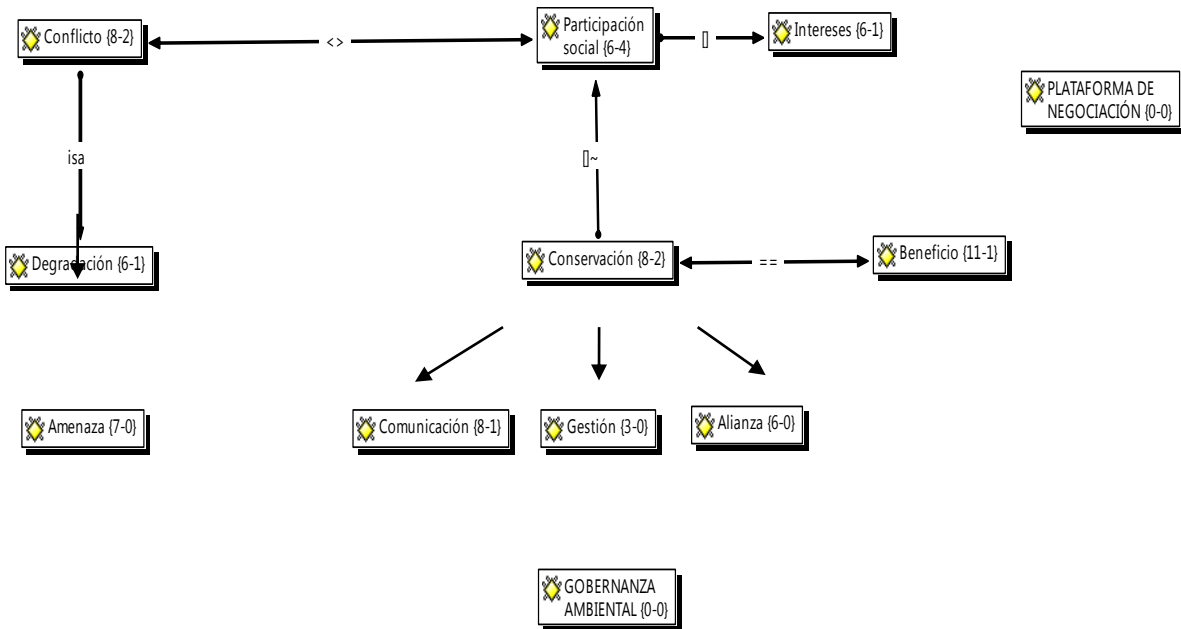 Conflicto {8-2}
<>
Participación
social {6-4}
[]
Intereses {6-1}
PLATAFORMA DE
NEGOCIACIÓN {0-0}
isa
[]~
Degradación {6-1}
Conservación {8-2}
==
Beneficio {11-1}
Amenaza {7-0}
Comunicación {8-1}
Gestión {3-0}
Alianza {6-0}
GOBERNANZA
AMBIENTAL {0-0}